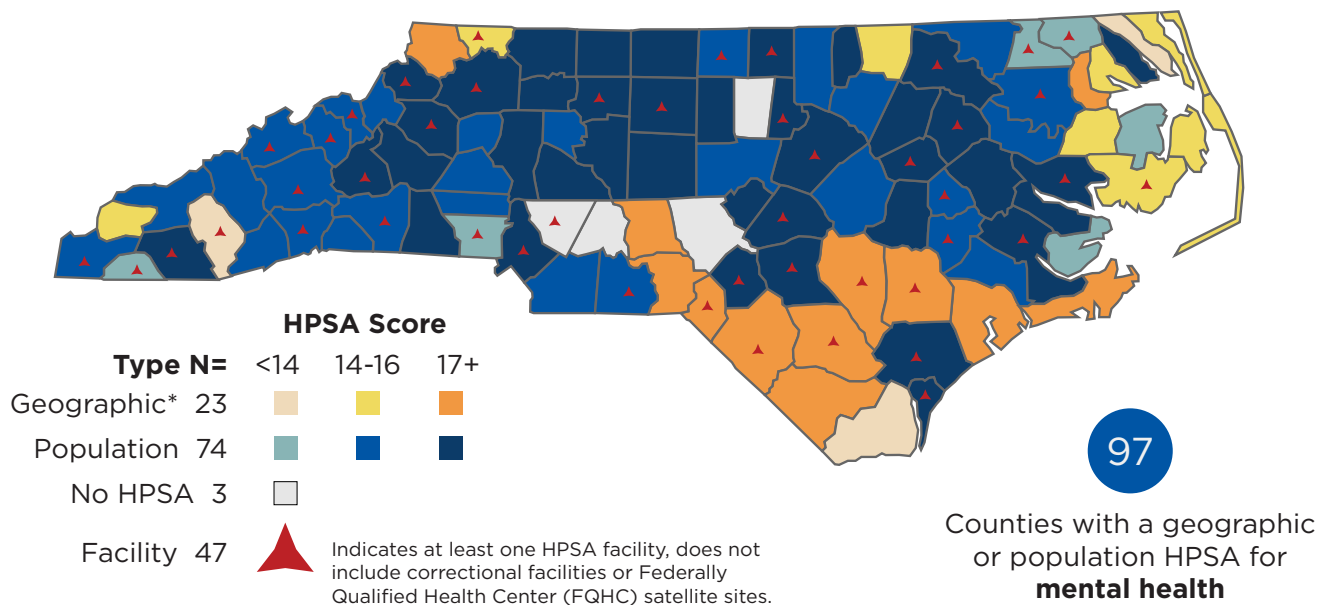 HPSA Score
Type N= <14 14-16 17+
Geographic* 23
Population 74
No HPSA 3
Facility 47
Indicates at least one HPSA facility, does not
include correctional facilities or Federally
Qualified Health Center (FQHC) satellite sites.
97
Counties with a geographic
or population HPSA for
mental health